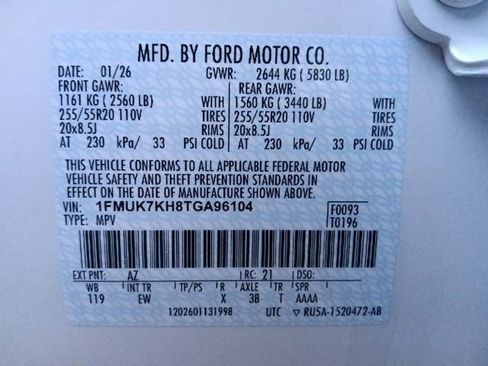 MFD. BY FORD MOTOR CO.
DATE: 01/26 GVWR: 2644 KG ( 5830 LB)
FRONT GAWR: REAR GAWR:
1161 KG ( 2560 LB) WITH 1560 KG ( 3440 LB) WITH
255/55R20 110V TIRES 255/55R20 110V TIRES
20x8.5J RIMS 20x8.5J RIMS
AT 230 kPa/ 33 PSI COLD AT 230 kPa/ 33 PSI COLD
THIS VEHICLE CONFORMS TO ALL APPLICABLE FEDERAL MOTOR
VEHICLE SAFETY AND THEFT PREVENTION STANDARDS IN
EFFECT ON THE DATE OF MANUFACTURE SHOWN ABOVE.
VIN: 1FMUK7KH8TGA96104 F0093
TYPE: MPV T0196
EXT PNT: AZ RC: 21 DSO:
WB INT TR TP/PS R AXLE TR SPR
119 EW X 3B T AAAA
1202601131998 UTC ▽ RU5A-1520472-AB